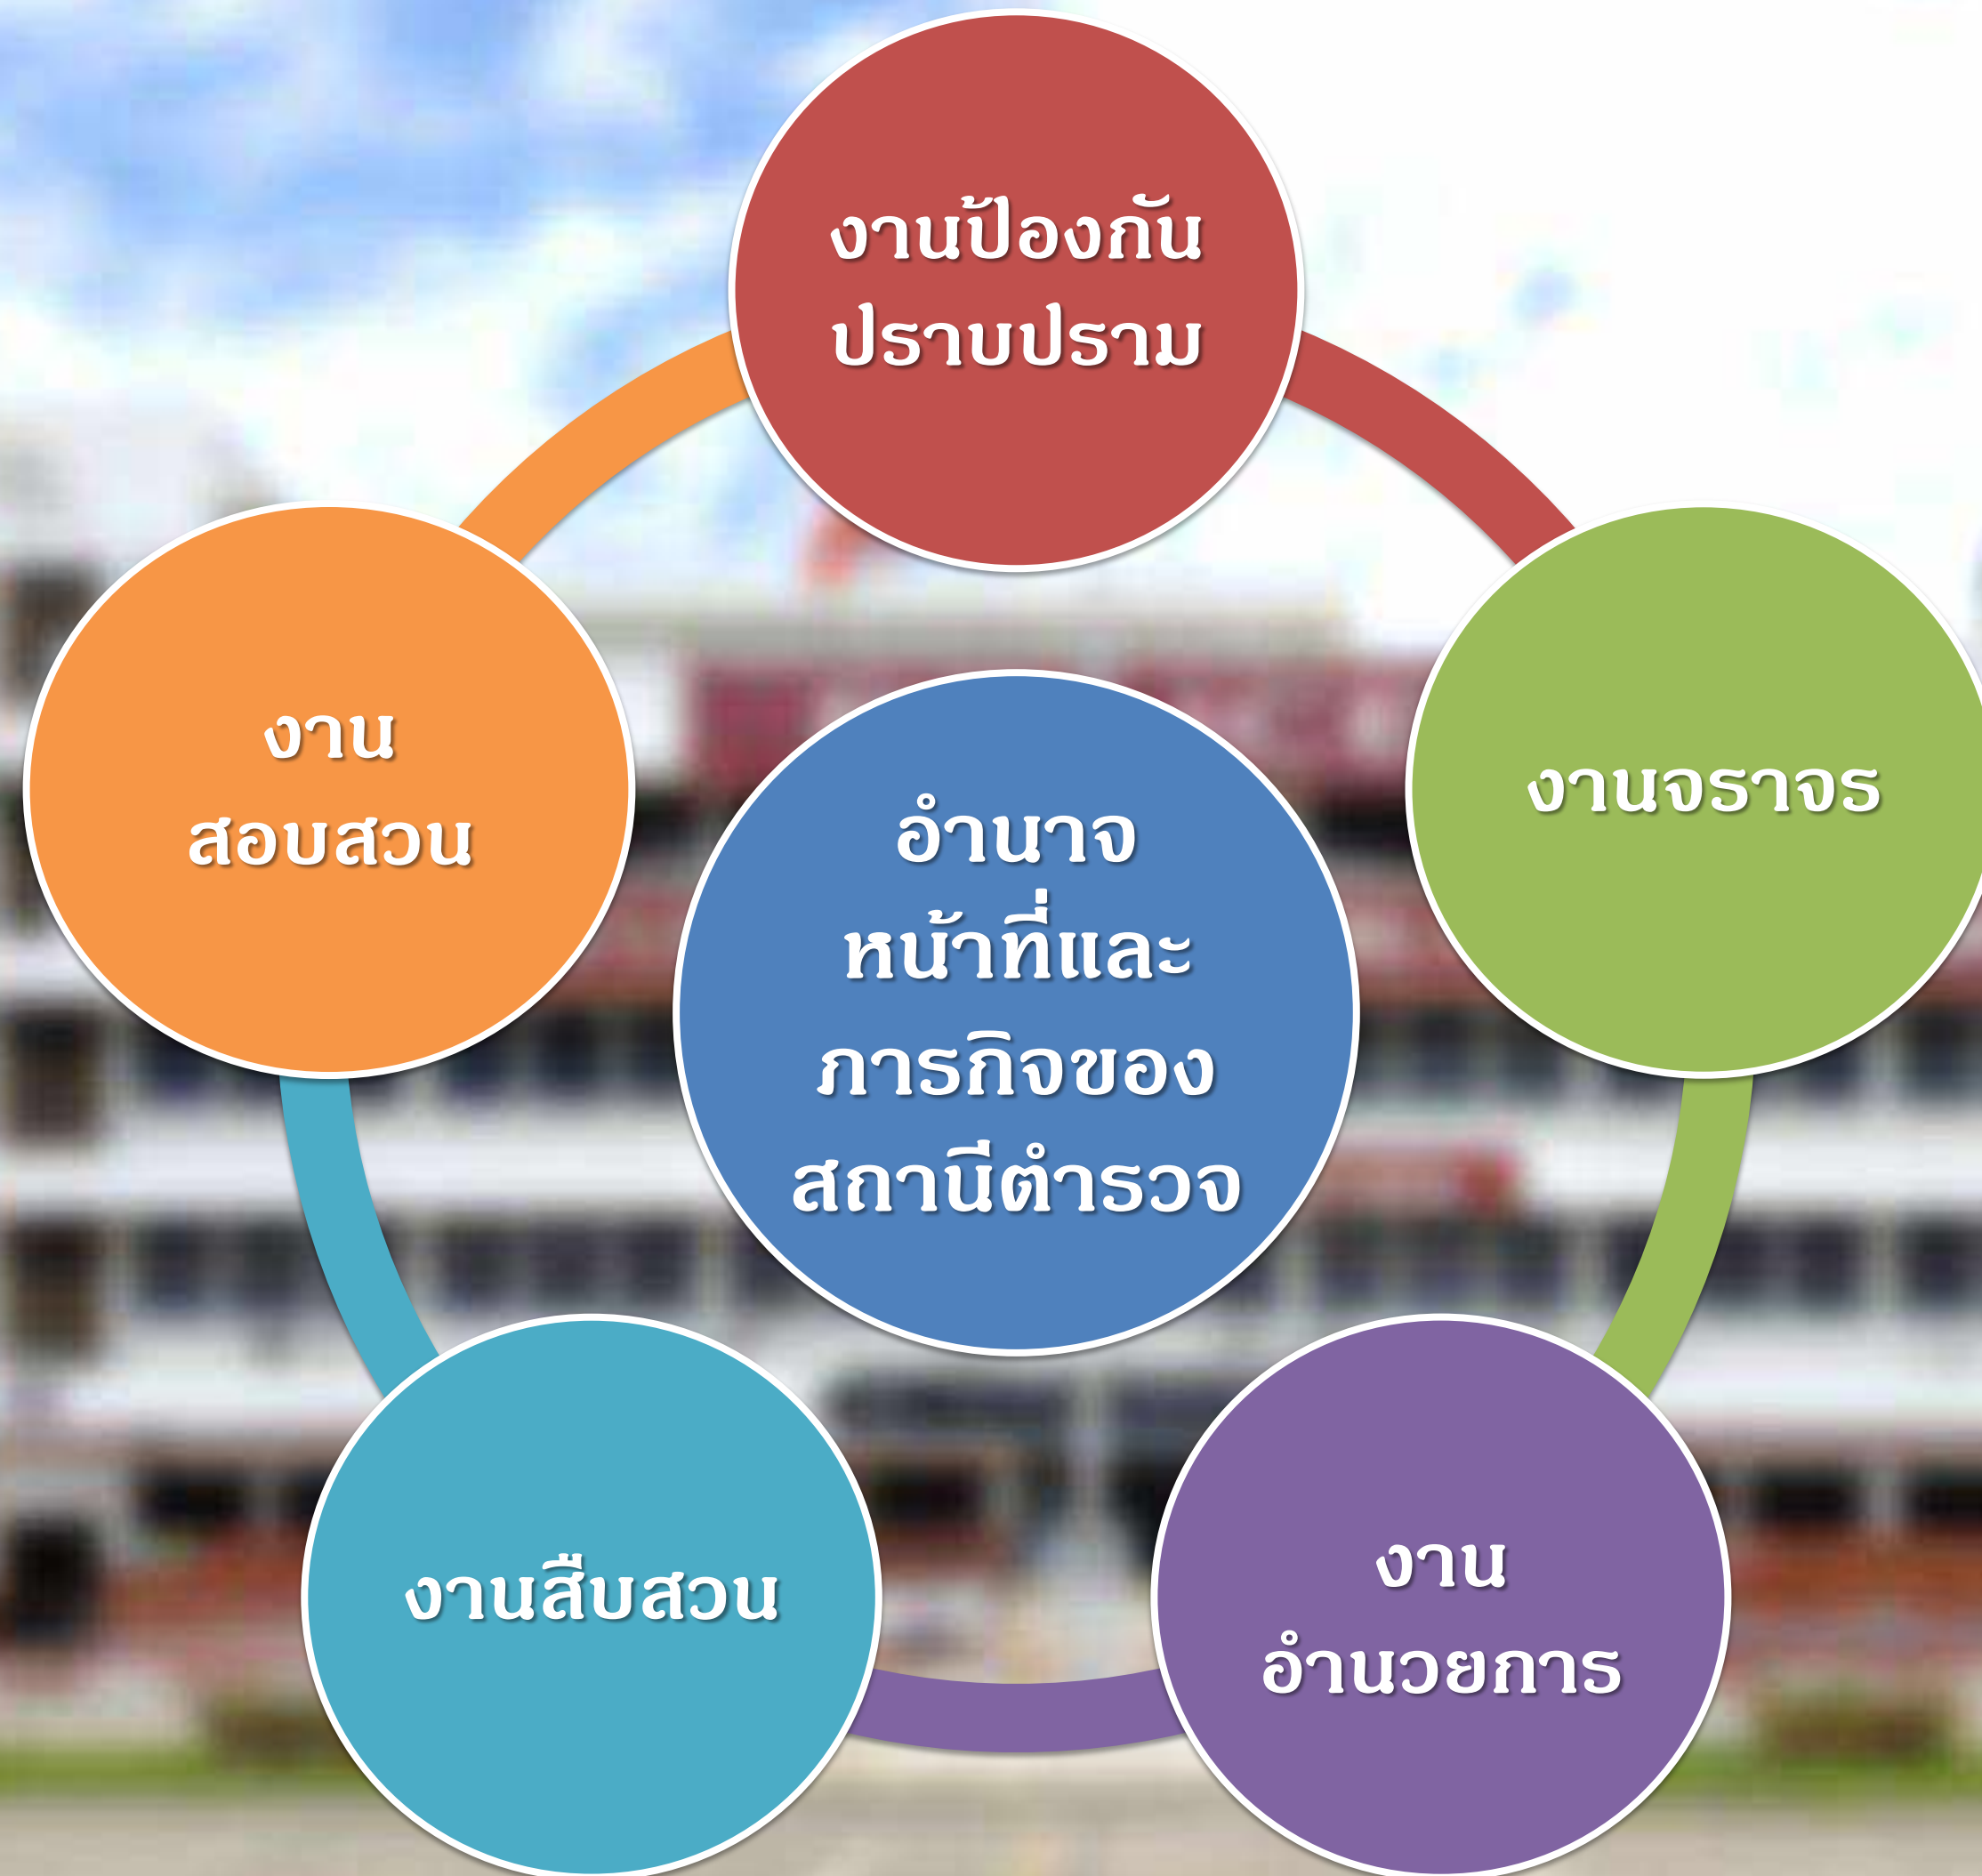 งานป้องกัน
ปราบปราม
งาน
สอบสวน
งานจราจร
อำนาจ
หน้าที่และ
ภารกิจของ
สถานีตำรวจ
งานสืบสวน
งาน
อำนวยการ